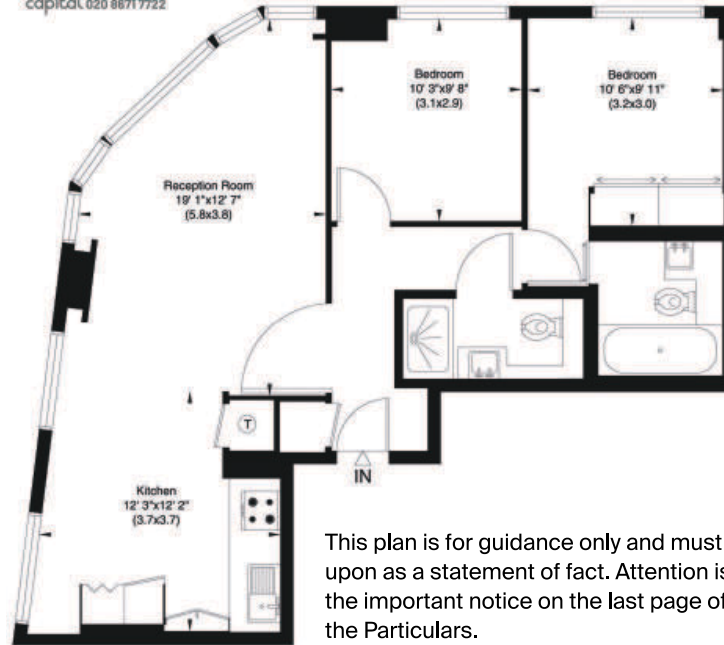 capital 020 8671 7722
Bedroom
10' 3"x9' 8"
(3.1x2.9)
Bedroom
10' 6"x9' 11"
(3.2x3.0)
Reception Room
19' 1"x12' 7"
(5.8x3.8)
T
IN
Kitchen
12' 3"x12' 2"
(3.7x3.7)
This plan is for guidance only and must
upon as a statement of fact. Attention is
the important notice on the last page of
the Particulars.